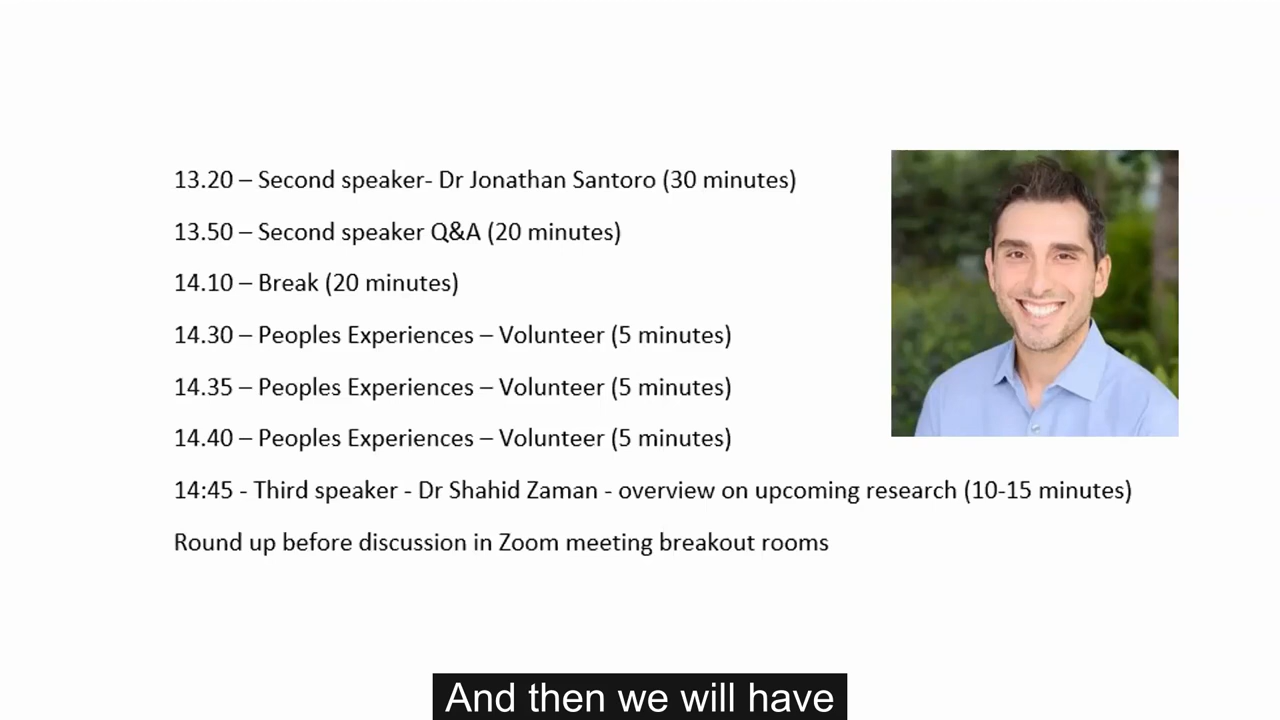 13.20 – Second speaker- Dr Jonathan Santoro (30 minutes)
13.50 – Second speaker Q&A (20 minutes)
14.10 – Break (20 minutes)
14.30 – Peoples Experiences – Volunteer (5 minutes)
14.35 – Peoples Experiences – Volunteer (5 minutes)
14.40 – Peoples Experiences – Volunteer (5 minutes)
14:45 - Third speaker - Dr Shahid Zaman - overview on upcoming research (10-15 minutes)
Round up before discussion in Zoom meeting breakout rooms
And then we will have